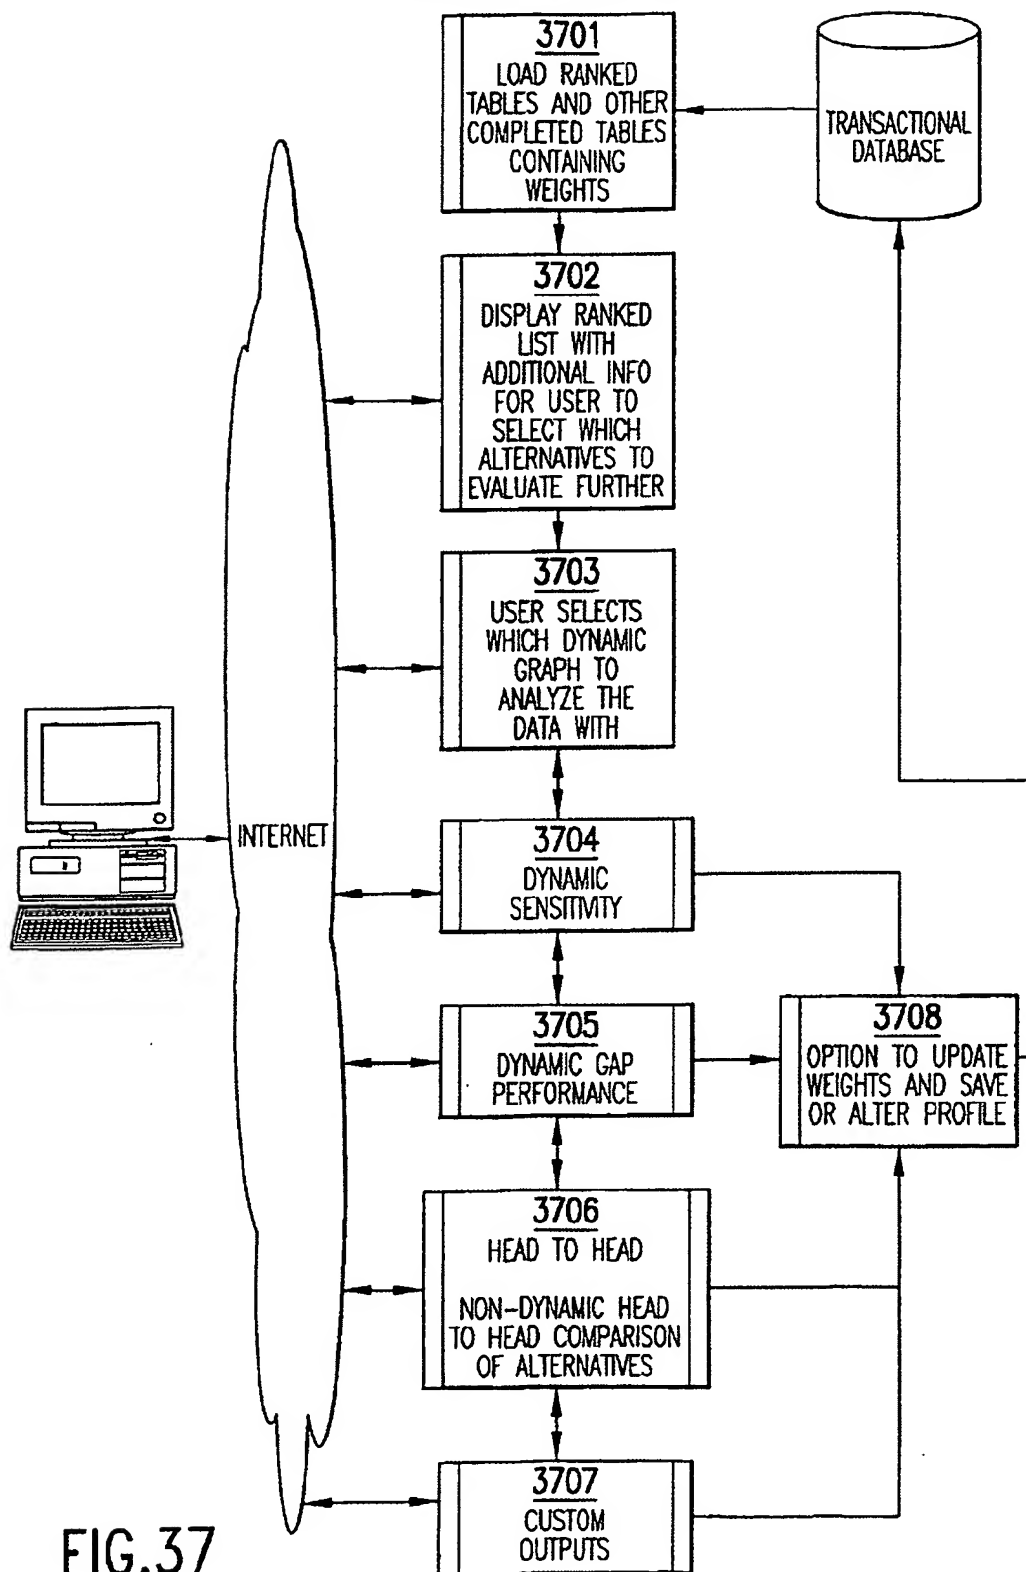 3701
LOAD RANKED
TABLES AND OTHER
COMPLETED TABLES
CONTAINING
WEIGHTS
TRANSACTIONAL
DATABASE
3702
DISPLAY RANKED
LIST WITH
ADDITIONAL INFO
FOR USER TO
SELECT WHICH
ALTERNATIVES TO
EVALUATE FURTHER
3703
USER SELECTS
WHICH DYNAMIC
GRAPH TO
ANALYZE THE
DATA WITH
INTERNET
3704
DYNAMIC
SENSITIVITY
3705
DYNAMIC GAP
PERFORMANCE
3708
OPTION TO UPDATE
WEIGHTS AND SAVE
OR ALTER PROFILE
3706
HEAD TO HEAD
NON-DYNAMIC HEAD
TO HEAD COMPARISON
OF ALTERNATIVES
3707
CUSTOM
OUTPUTS
FIG.37